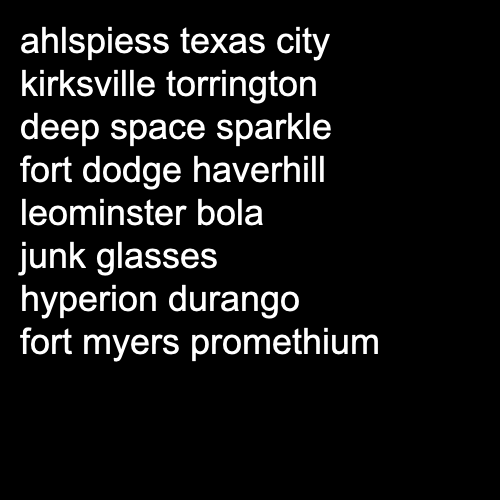 ahlspiess texas city
kirksville torrington
deep space sparkle
fort dodge haverhill
leominster bola
junk glasses
hyperion durango
fort myers promethium